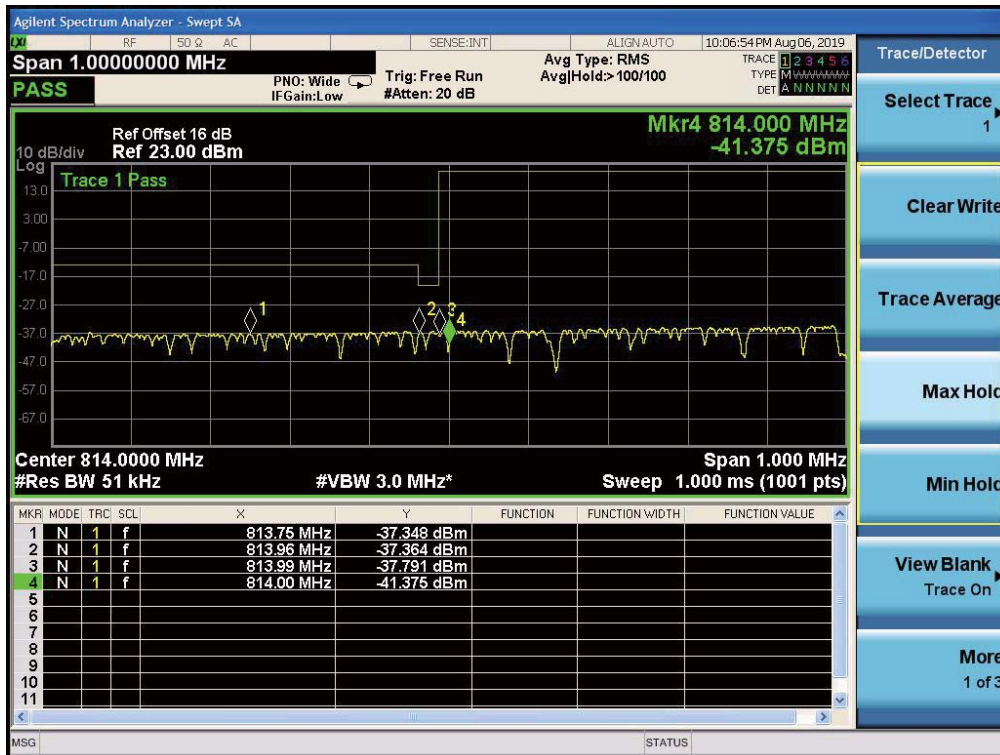 Agilent Spectrum Analyzer - Swept SA
LXI RF 50 Ω AC SENSE:INT ALIGN AUTO 10:06:54 PM Aug 06, 2019
Span 1.00000000 MHz
PASS
PNO: Wide
IFGain:Low
Trig: Free Run
#Atten: 20 dB
Avg Type: RMS
Avg|Hold:> 100/100
TRACE 1 2 3 4 5 6
TYPE M
DET A N N N N N
Mkr4 814.000 MHz
-41.375 dBm
Ref Offset 16 dB
10 dB/div Ref 23.00 dBm
Log
Trace 1 Pass
13.0
3.00
-7.00
-17.0
-27.0
-37.0
-47.0
-57.0
-67.0
1
2
3
4
Center 814.0000 MHz Span 1.000 MHz
#Res BW 51 kHz #VBW 3.0 MHz* Sweep 1.000 ms (1001 pts)
MKR MODE TRC SCL X Y FUNCTION FUNCTION WIDTH FUNCTION VALUE
1 N 1 f 813.75 MHz -37.348 dBm
2 N 1 f 813.96 MHz -37.364 dBm
3 N 1 f 813.99 MHz -37.791 dBm
4 N 1 f 814.00 MHz -41.375 dBm
5
6
7
8
9
10
11
MSG STATUS
Trace/Detector
Select Trace
1
Clear Write
Trace Average
Max Hold
Min Hold
View Blank
Trace On
More
1 of 3